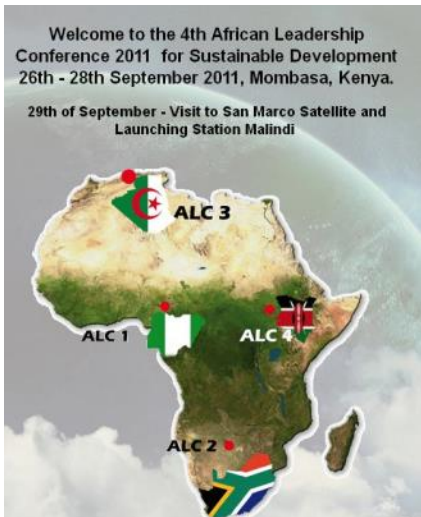 Welcome to the 4th African Leadership
Conference 2011 for Sustainable Development
26th - 28th September 2011, Mombasa, Kenya.
29th of September - Visit to San Marco Satellite and
Launching Station Malindi
ALC 3
ALC 1
ALC 4
ALC 2